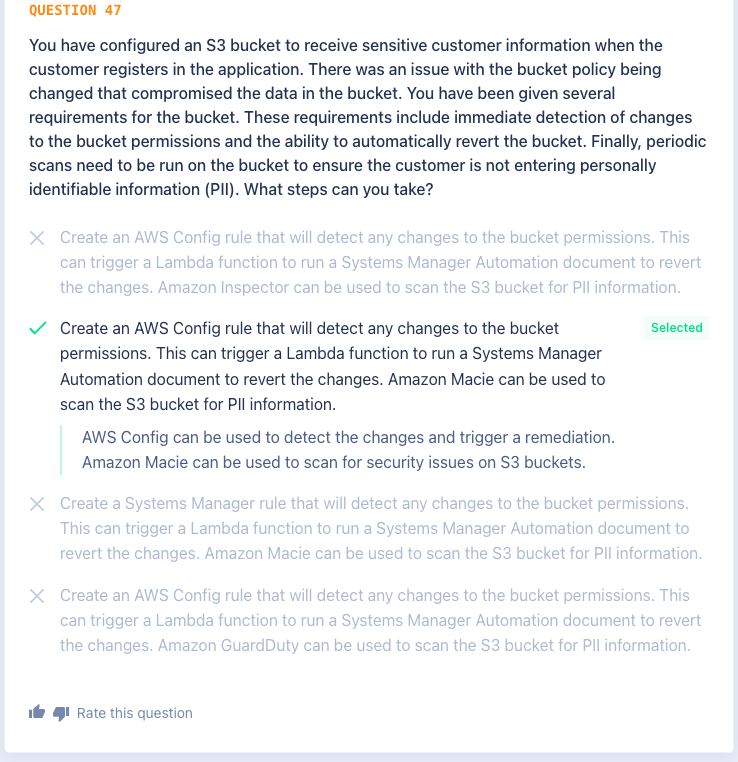 QUESTION 47
You have configured an S3 bucket to receive sensitive customer information when the
customer registers in the application. There was an issue with the bucket policy being
changed that compromised the data in the bucket. You have been given several
requirements for the bucket. These requirements include immediate detection of changes
to the bucket permissions and the ability to automatically revert the bucket. Finally, periodic
scans need to be run on the bucket to ensure the customer is not entering personally
identifiable information (PII). What steps can you take?
Create an AWS Config rule that will detect any changes to the bucket permissions. This
can trigger a Lambda function to run a Systems Manager Automation document to revert
the changes. Amazon Inspector can be used to scan the S3 bucket for PII information.
Create an AWS Config rule that will detect any changes to the bucket
Selected
permissions. This can trigger a Lambda function to run a Systems Manager
Automation document to revert the changes. Amazon Macie can be used to
scan the S3 bucket for PII information.
AWS Config can be used to detect the changes and trigger a remediation.
Amazon Macie can be used to scan for security issues on S3 buckets.
Create a Systems Manager rule that will detect any changes to the bucket permissions.
This can trigger a Lambda function to run a Systems Manager Automation document to
revert the changes. Amazon Macie can be used to scan the S3 bucket for PII information.
Create an AWS Config rule that will detect any changes to the bucket permissions. This
can trigger a Lambda function to run a Systems Manager Automation document to revert
the changes. Amazon GuardDuty can be used to scan the S3 bucket for PII information.
Rate this question